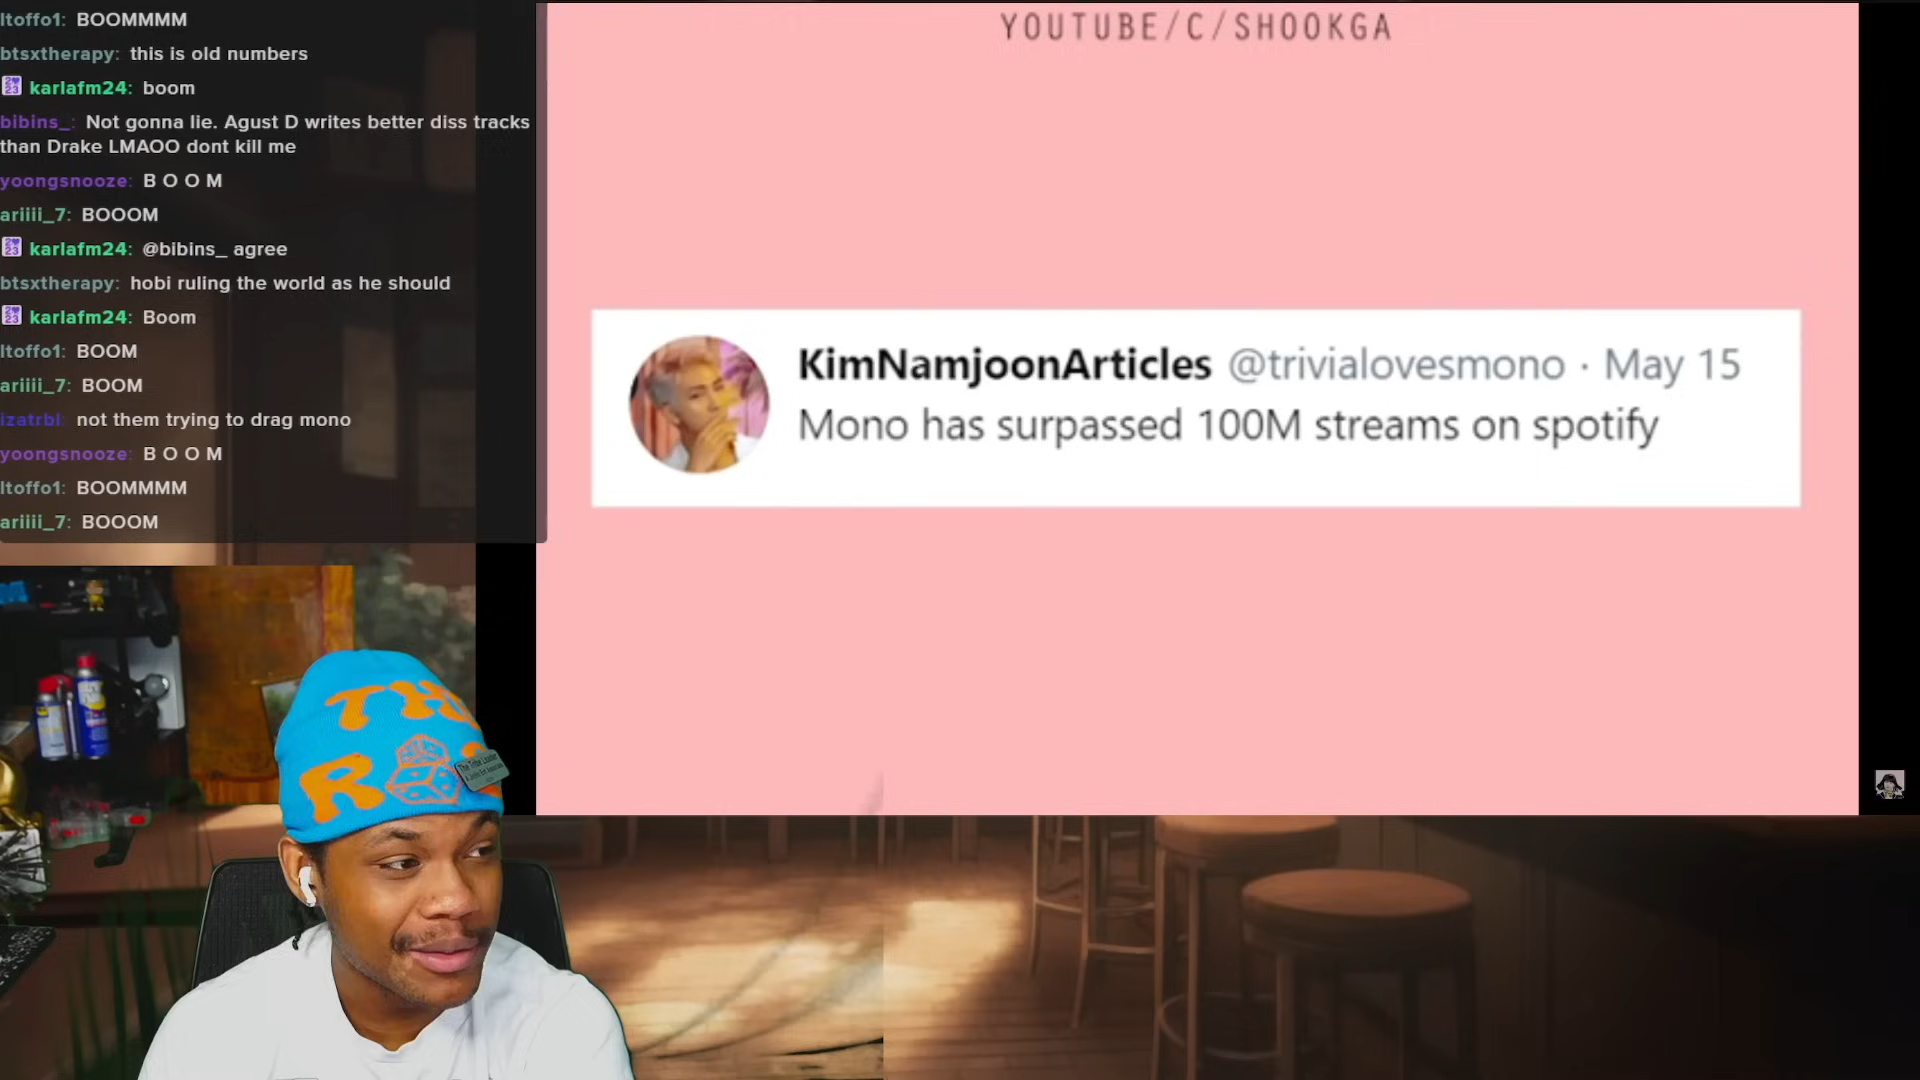 ltoffo1: BOOMMMM
btsxtherapy: this is old numbers
karlafm24: boom
bibins_: Not gonna lie. Agust D writes better diss tracks
than Drake LMAOO dont kill me
yoongsnooze: B O O M
ariiii_7: BOOOM
karlafm24: @bibins_ agree
btsxtherapy: hobi ruling the world as he should
karlafm24: Boom
ltoffo1: BOOM
ariiii_7: BOOM
izatrbl: not them trying to drag mono
yoongsnooze: B O O M
ltoffo1: BOOMMMM
ariiii_7: BOOOM
YOUTUBE/C/SHOOKGA
KimNamjoonArticles @trivialovesmono · May 15
Mono has surpassed 100M streams on spotify